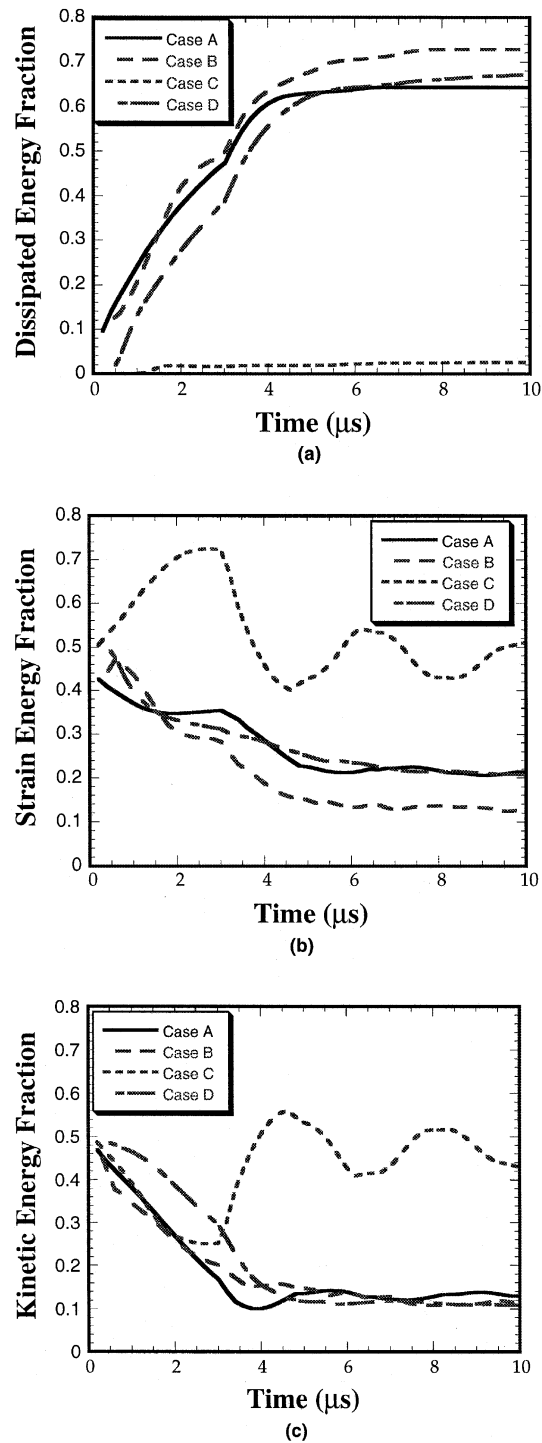 Dissipated Energy Fraction
0.8
0.7
0.6
0.5
0.4
0.3
0.2
0.1
0
Case A
Case B
Case C
Case D
0 2 4 6 8 10
Time (μs)
(a)
Strain Energy Fraction
0.8
0.7
0.6
0.5
0.4
0.3
0.2
0.1
0
Case A
Case B
Case C
Case D
0 2 4 6 8 10
Time (μs)
(b)
Kinetic Energy Fraction
0.8
0.7
0.6
0.5
0.4
0.3
0.2
0.1
0
Case A
Case B
Case C
Case D
0 2 4 6 8 10
Time (μs)
(c)